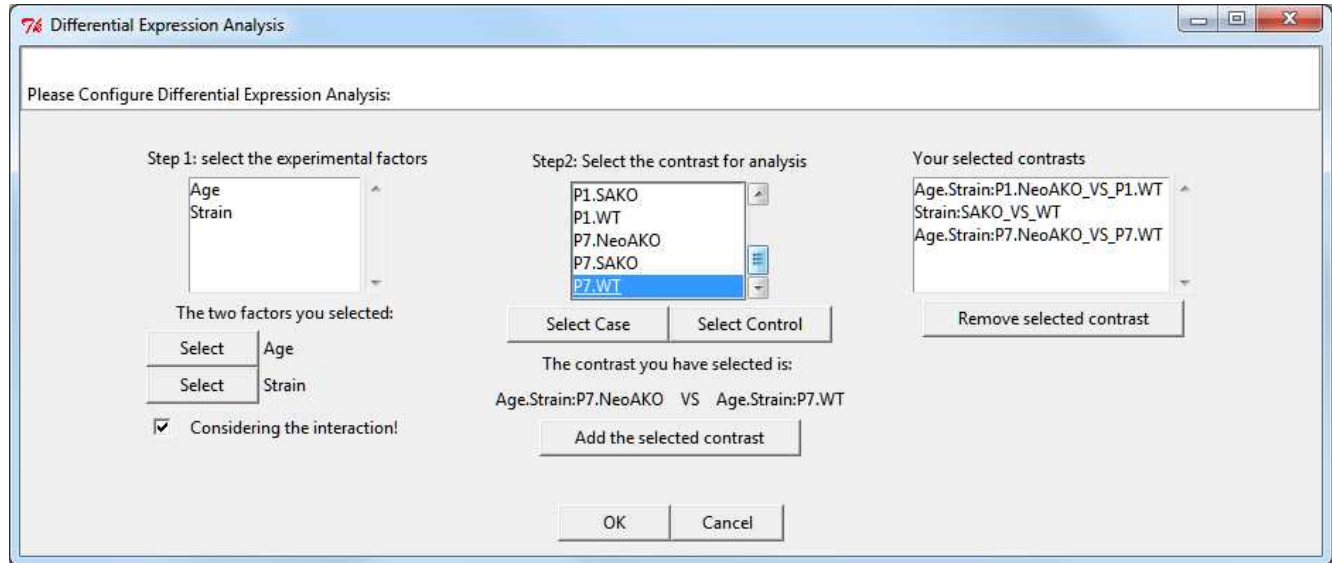 Differential Expression Analysis
Please Configure Differential Expression Analysis:
Step 1: select the experimental factors
Age
Strain
The two factors you selected:
Select Age
Select Strain
Considering the interaction!
Step2: Select the contrast for analysis
P1.SAKO
P1.WT
P7.NeoAKO
P7.SAKO
P7.WT
Select Case Select Control
The contrast you have selected is:
Age.Strain:P7.NeoAKO VS Age.Strain:P7.WT
Add the selected contrast
Your selected contrasts
Age.Strain:P1.NeoAKO_VS_P1.WT
Strain:SAKO_VS_WT
Age.Strain:P7.NeoAKO_VS_P7.WT
Remove selected contrast
OK Cancel